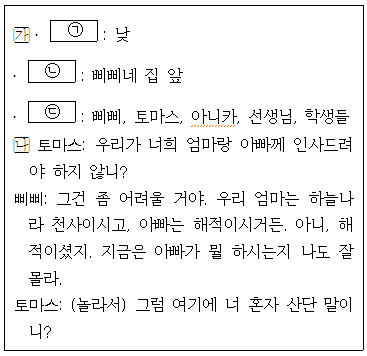 가 · ㉠ : 낮
· ㉡ : 삐삐네 집 앞
· ㉢ : 삐삐, 토마스, 아니카, 선생님, 학생들
나 토마스: 우리가 너희 엄마랑 아빠께 인사드려
야 하지 않니?
삐삐: 그건 좀 어려울 거야. 우리 엄마는 하늘나
라 천사이시고, 아빠는 해적이시거든. 아니, 해
적이셨지. 지금은 아빠가 뭘 하시는지 나도 잘
몰라.
토마스: (놀라서) 그럼 여기에 너 혼자 산단 말이
니?